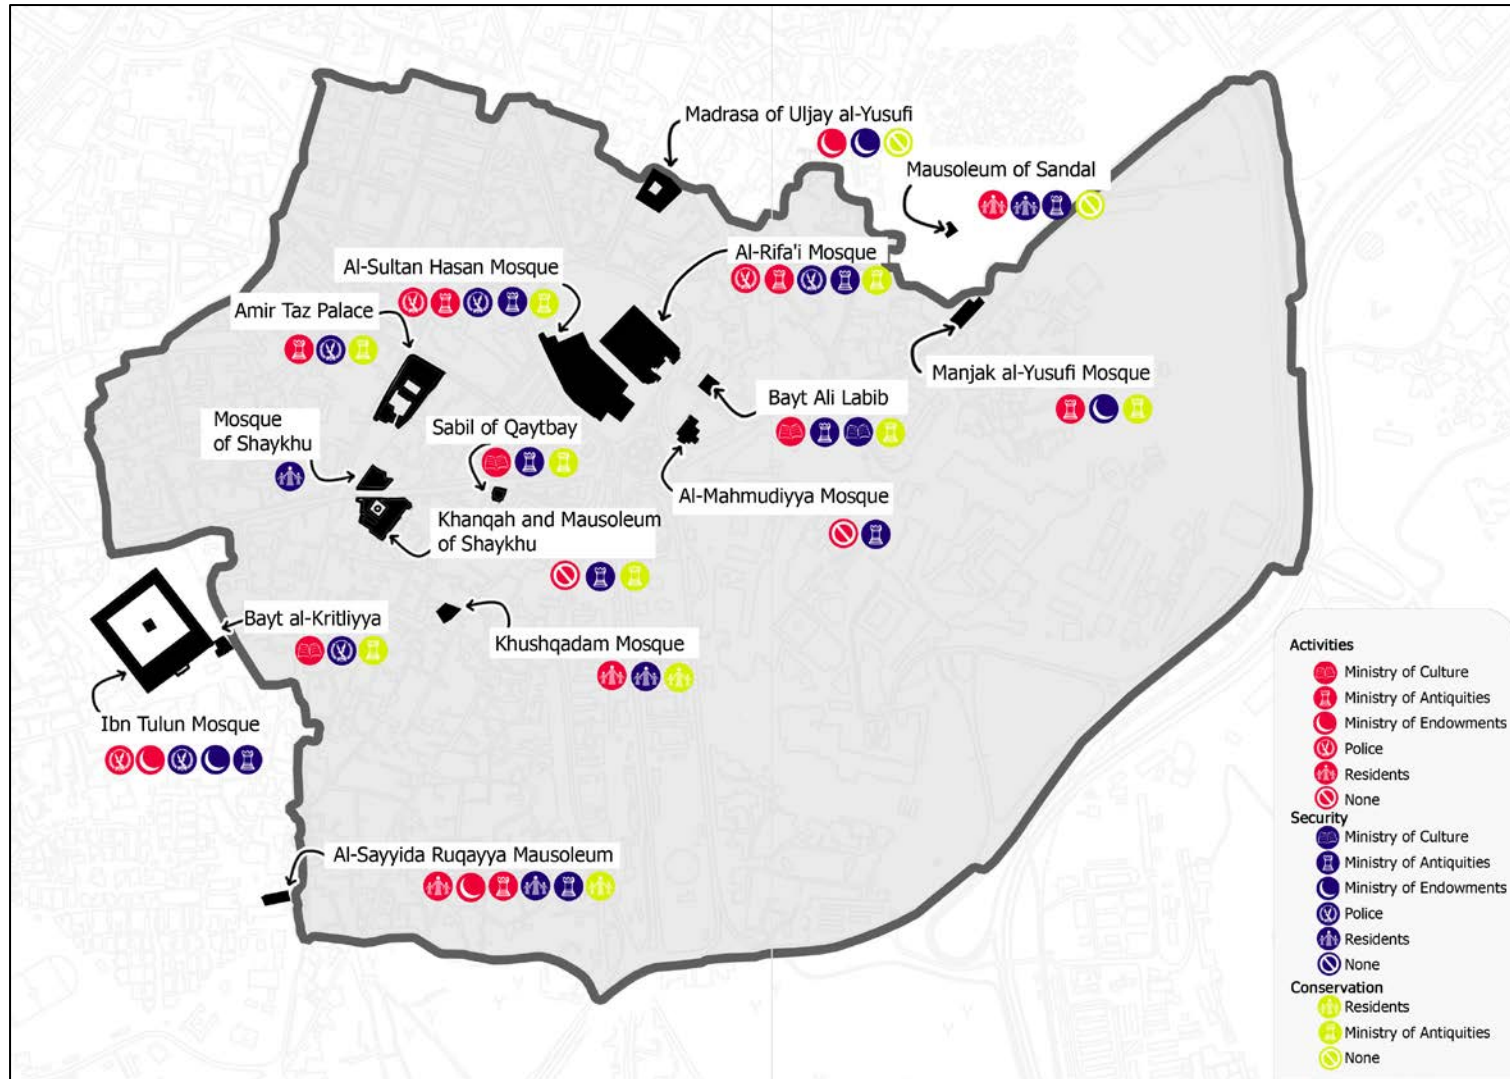 Madrasa of Uljay al-Yusufi
Mausoleum of Sandal
Al-Rifa'i Mosque
Al-Sultan Hasan Mosque
Amir Taz Palace
Manjak al-Yusufi Mosque
Bayt Ali Labib
Mosque
of Shaykhu
Sabil of Qaytbay
Al-Mahmudiyya Mosque
Khanqah and Mausoleum
of Shaykhu
Bayt al-Kritliyya
Khushqadam Mosque
Ibn Tulun Mosque
Al-Sayyida Ruqayya Mausoleum
Activities
Ministry of Culture
Ministry of Antiquities
Ministry of Endowments
Police
Residents
None
Security
Ministry of Culture
Ministry of Antiquities
Ministry of Endowments
Police
Residents
None
Conservation
Residents
Ministry of Antiquities
None